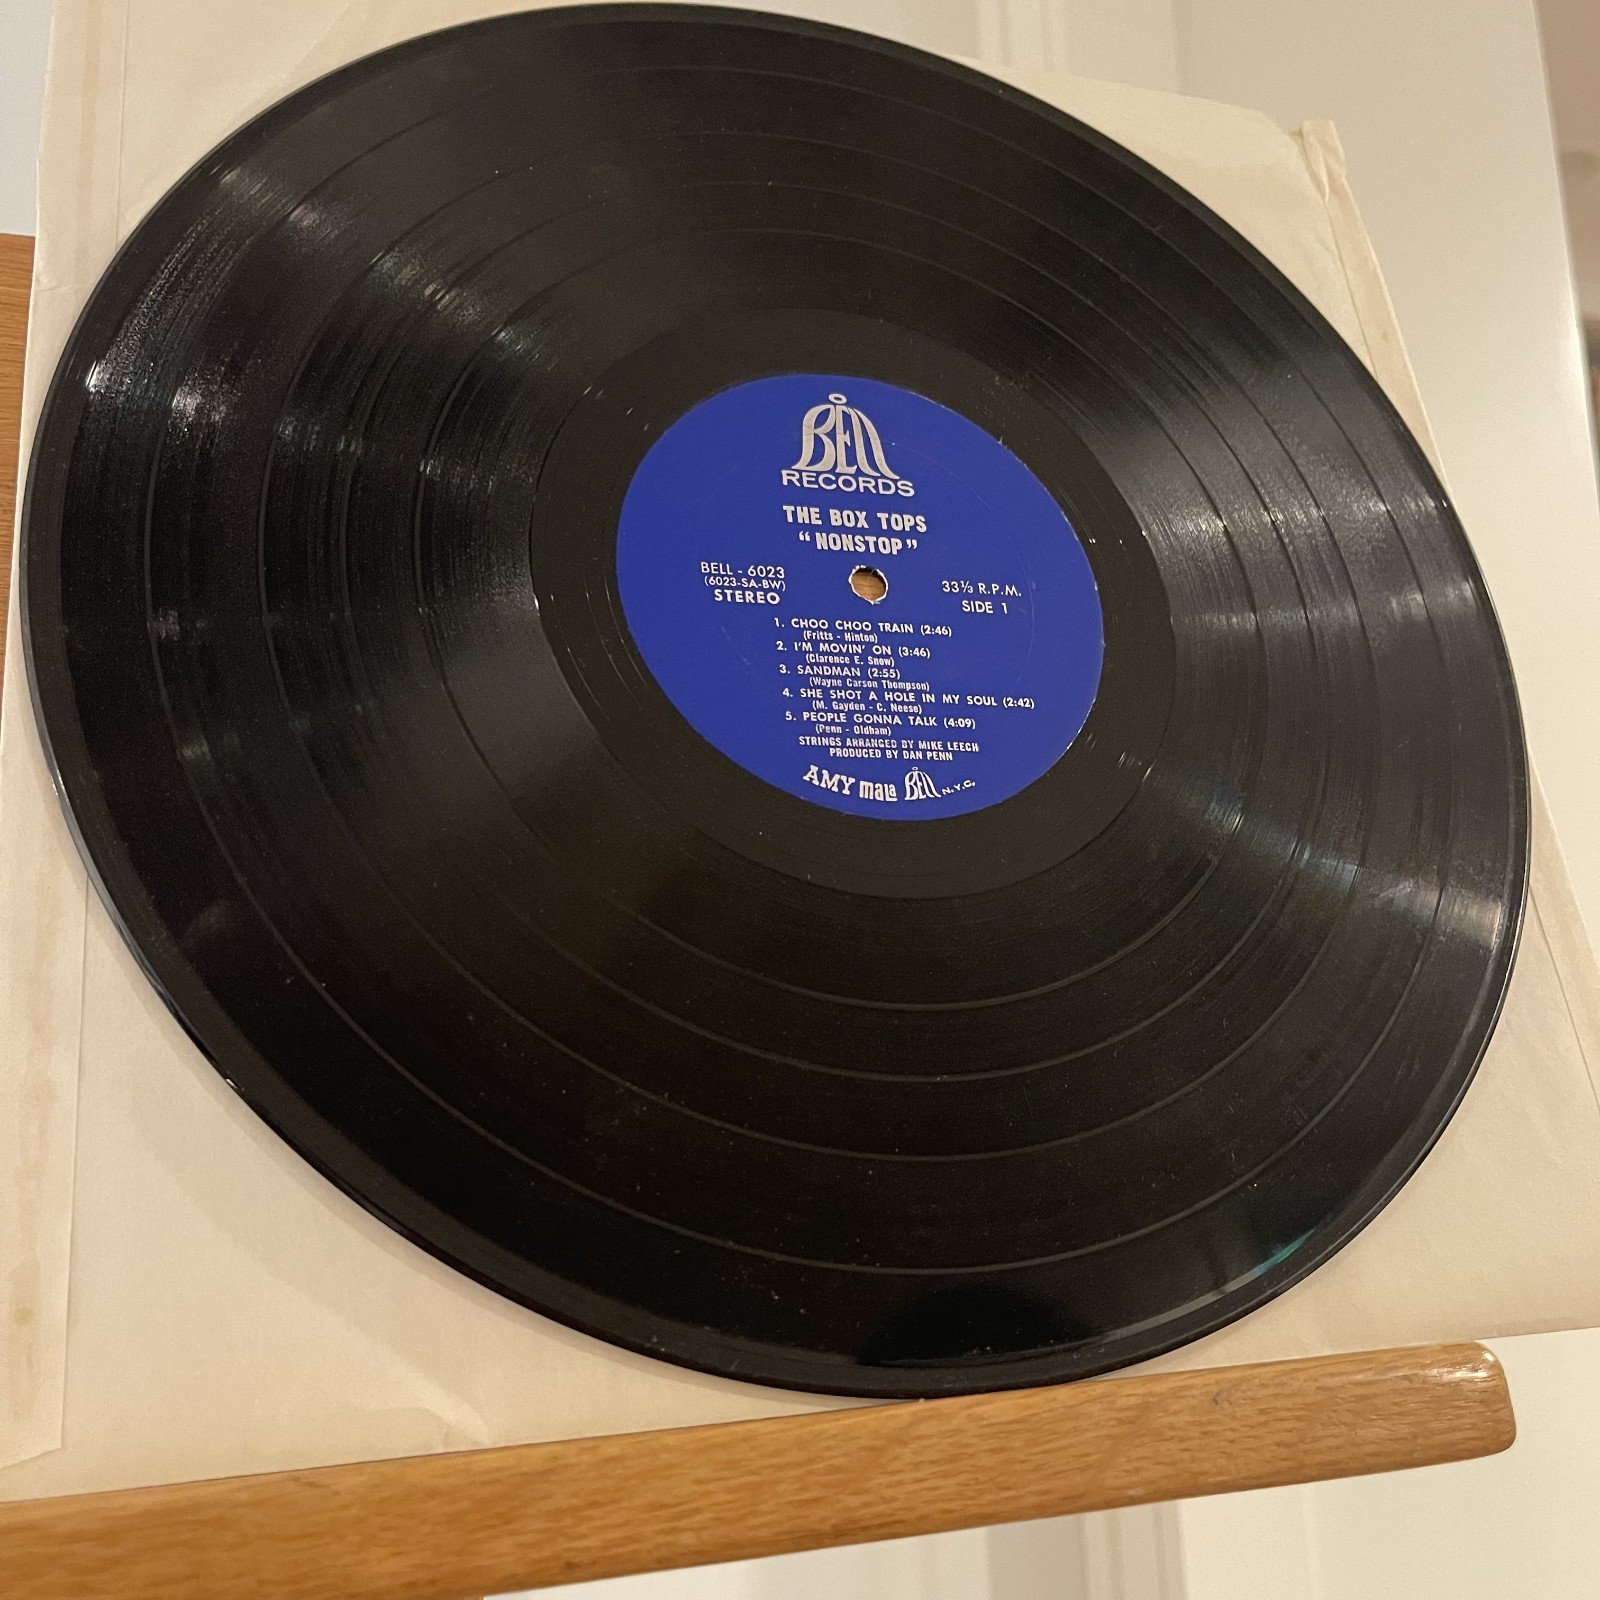 BELL
RECORDS
THE BOX TOPS
“ NONSTOP ”
BELL - 6023
(6023-SA-BW)
STEREO
33⅓ R.P.M.
SIDE 1
1. CHOO CHOO TRAIN (2:46)
(Fritts - Hinton)
2. I'M MOVIN' ON (3:46)
(Clarence E. Snow)
3. SANDMAN (2:55)
(Wayne Carson Thompson)
4. SHE SHOT A HOLE IN MY SOUL (2:42)
(M. Gayden - C. Neese)
5. PEOPLE GONNA TALK (4:09)
(Penn - Oldham)
STRINGS ARRANGED BY MIKE LEECH
PRODUCED BY DAN PENN
AMY mala BELL N.Y.C.